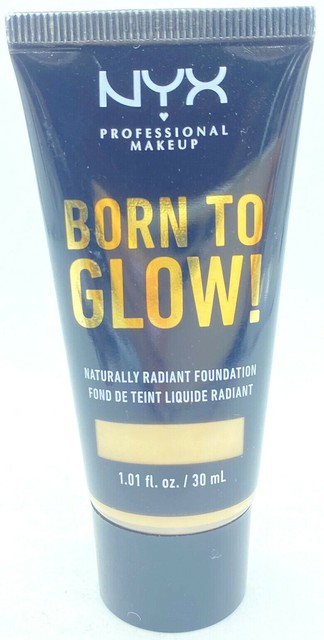 NYX
PROFESSIONAL
MAKEUP
BORN TO
GLOW!
NATURALLY RADIANT FOUNDATION
FOND DE TEINT LIQUIDE RADIANT
1.01 fl. oz. / 30 mL